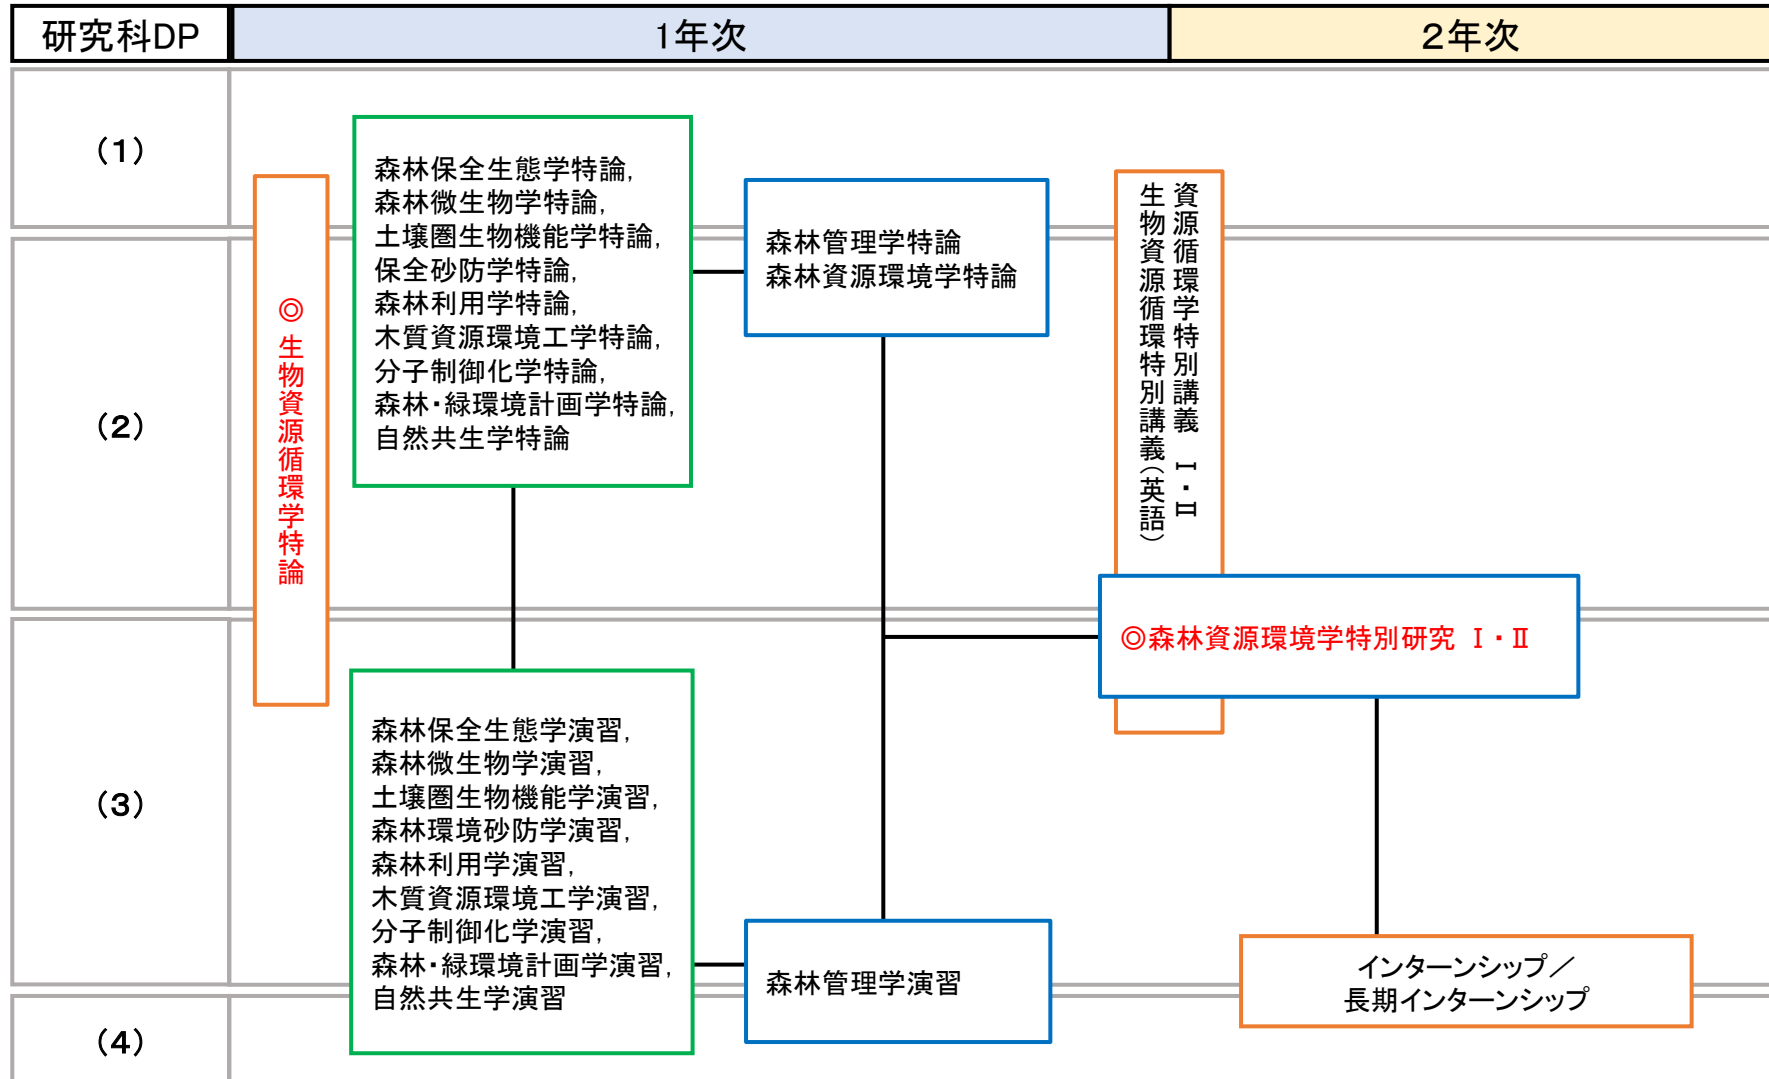 研究科DP
1年次
2年次
（1）
（2）
（3）
（4）
◎生物資源循環学特論
森林保全生態学特論,
森林微生物学特論,
土壌圏生物機能学特論,
保全砂防学特論,
森林利用学特論,
木質資源環境工学特論,
分子制御化学特論,
森林・緑環境計画学特論,
自然共生学特論
森林保全生態学演習,
森林微生物学演習,
土壌圏生物機能学演習,
森林環境砂防学演習,
森林利用学演習,
木質資源環境工学演習,
分子制御化学演習,
森林・緑環境計画学演習,
自然共生学演習
森林管理学特論
森林資源環境学特論
森林管理学演習
資源循環学特別講義 Ⅰ・Ⅱ
生物資源循環特別講義（英語）
◎森林資源環境学特別研究 Ⅰ・Ⅱ
インターンシップ／
長期インターンシップ